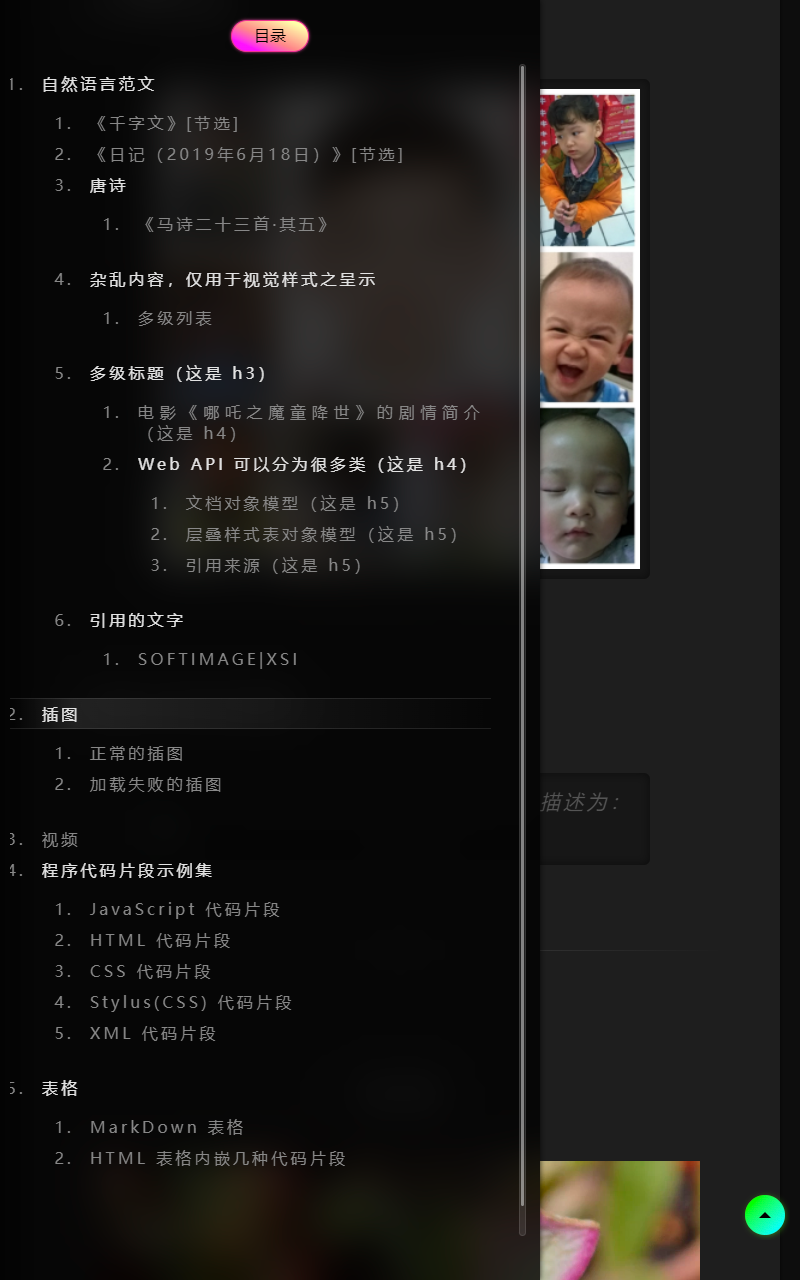 目录
1. 自然语言范文
1. 《千字文》[节选]
2. 《日记（2019年6月18日）》[节选]
3. 唐诗
1. 《马诗二十三首·其五》
4. 杂乱内容，仅用于视觉样式之呈示
1. 多级列表
5. 多级标题（这是 h3）
1. 电影《哪吒之魔童降世》的剧情简介
（这是 h4）
2. Web API 可以分为很多类（这是 h4）
1. 文档对象模型（这是 h5）
2. 层叠样式表对象模型（这是 h5）
3. 引用来源（这是 h5）
6. 引用的文字
1. SOFTIMAGE|XSI
2. 插图
1. 正常的插图
2. 加载失败的插图
描述为：
3. 视频
4. 程序代码片段示例集
1. JavaScript 代码片段
2. HTML 代码片段
3. CSS 代码片段
4. Stylus(CSS) 代码片段
5. XML 代码片段
5. 表格
1. MarkDown 表格
2. HTML 表格内嵌几种代码片段